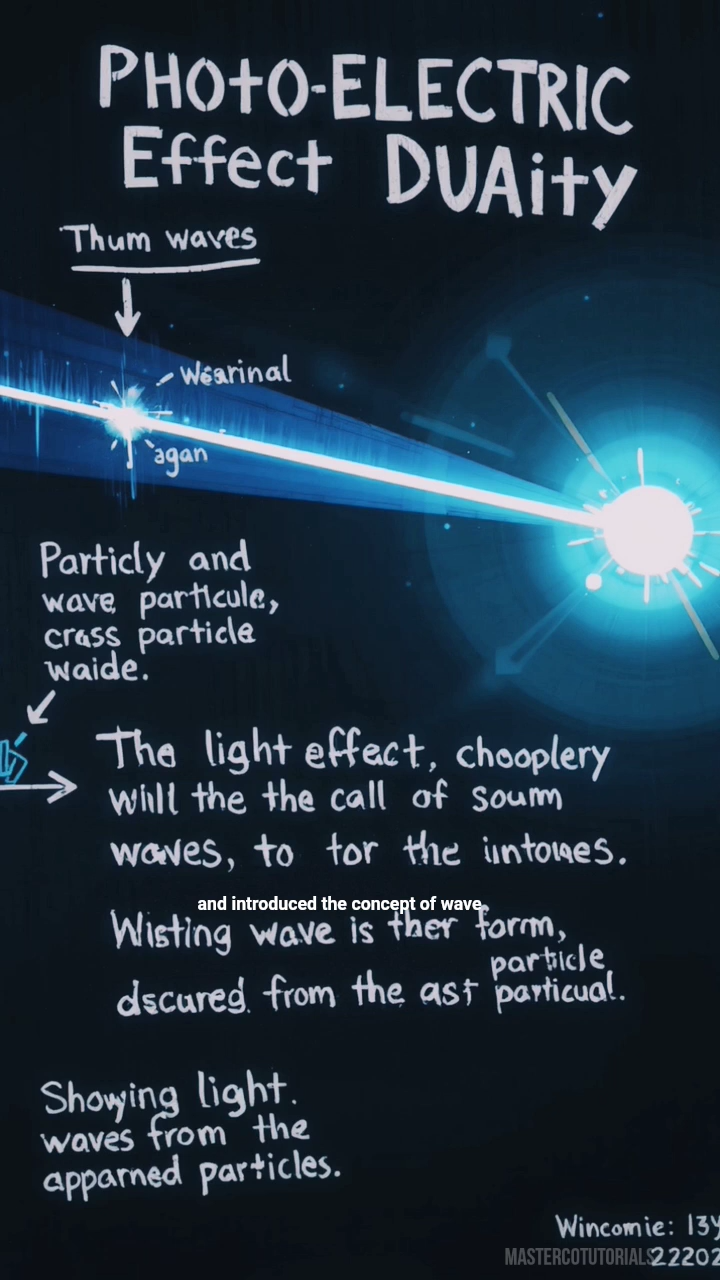 PHOtO-ELECTRIC
Effect DUAity
Thum waves
Wearinal
agan
Particly and
wave particule,
crass particle
waide.
The light effect, chooplery
will the the call of soum
waves, to tor the
and introduced the concept of wave
Wisting wave is ther form,
particle
dscured from the ast particual.
Showing light.
waves from the
apparned particles.
Wincomie: 13y
MASTERCOTUTORIALS
22202